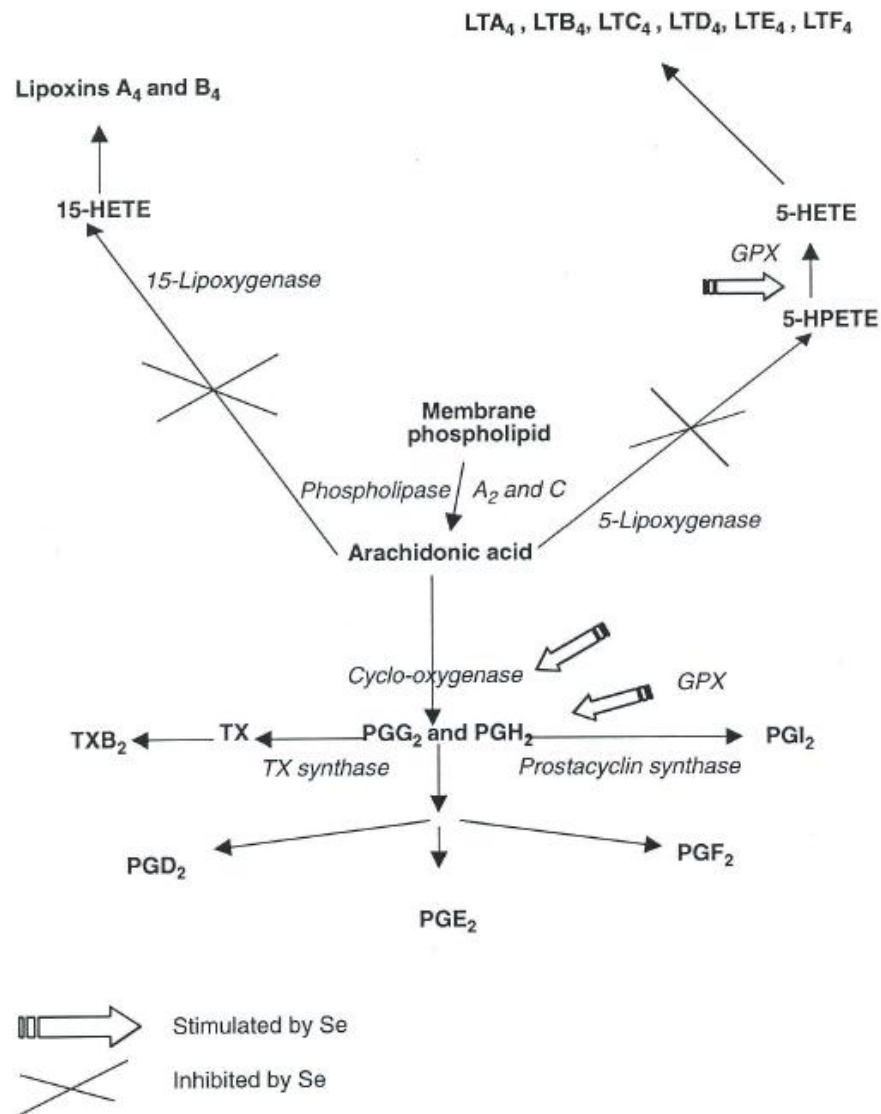 LTA₄ , LTB₄, LTC₄ , LTD₄, LTE₄ , LTF₄
Lipoxins A₄ and B₄
15-HETE
5-HETE
GPX
15-Lipoxygenase
5-HPETE
Membrane
phospholipid
Phospholipase A₂ and C
5-Lipoxygenase
Arachidonic acid
Cyclo-oxygenase
GPX
TXB₂ TX PGG₂ and PGH₂ PGI₂
TX synthase Prostacyclin synthase
PGD₂ PGF₂
PGE₂
Stimulated by Se
Inhibited by Se